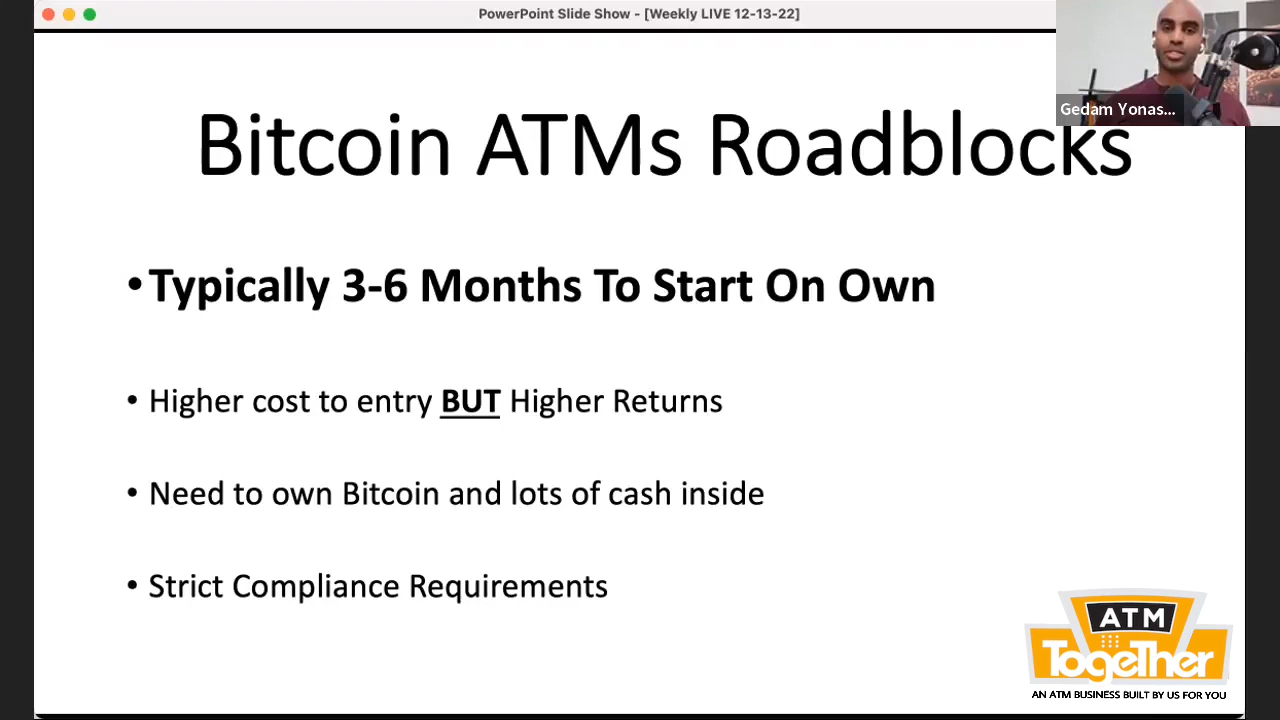 PowerPoint Slide Show - [Weekly LIVE 12-13-22]
Gedam Yonas...
Bitcoin ATMs Roadblocks
•Typically 3-6 Months To Start On Own
• Higher cost to entry BUT Higher Returns
• Need to own Bitcoin and lots of cash inside
• Strict Compliance Requirements
ATM
Together
AN ATM BUSINESS BUILT BY US FOR YOU